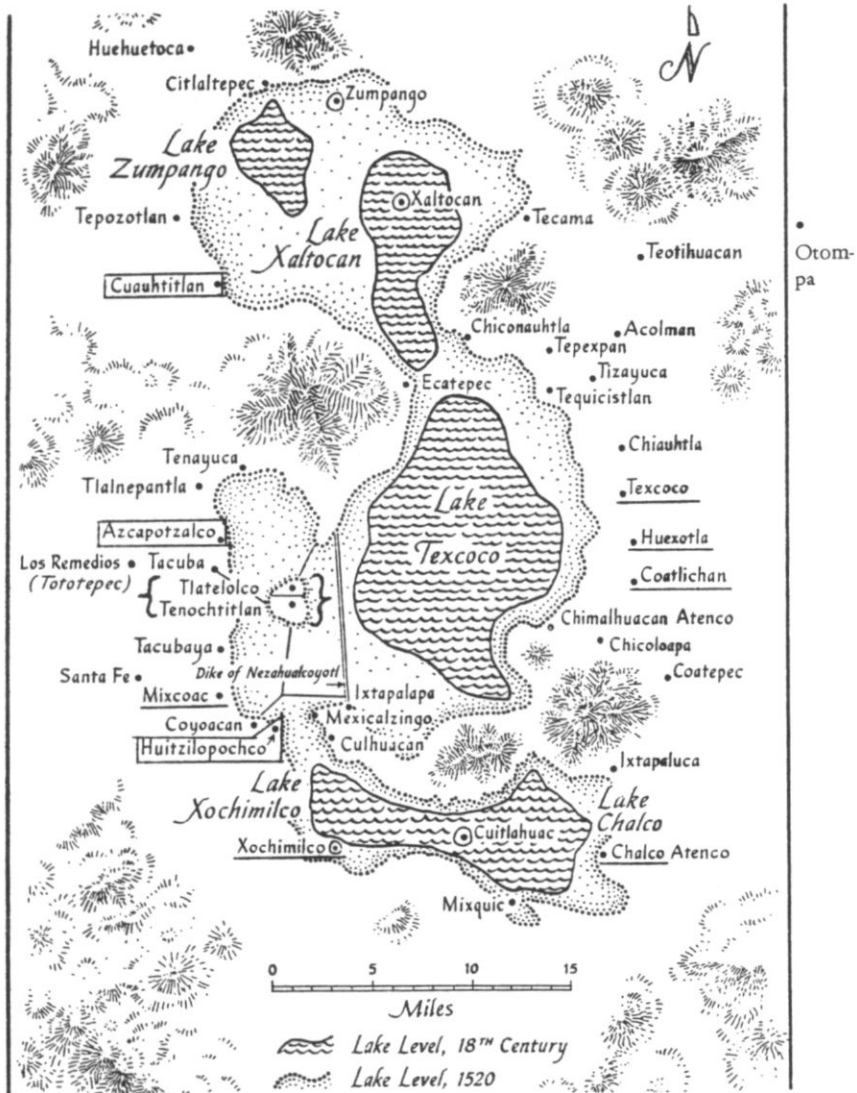 N
Huehuetoca
Citlaltepec
Zumpango
Lake
Zumpango
Xaltocan
Tepozotlan
Lake
Xaltocan
Tecama
Teotihuacan
Otom-
pa
Cuauhtitlan
Chiconauhtla
Acolman
Tepexpan
Tizayuca
Ecatepec
Tequicistlan
Chiauhtla
Tenayuca
Tlalnepantla
Lake
Texcoco
Texcoco
Azcapotzalco
Huexotla
Los Remedios
(Tototepec)
Tacuba
Tlatelolco
Tenochtitlan
Coatlichan
Chimalhuacan Atenco
Chicoloapa
Tacubaya
Coatepec
Santa Fe
Dike of Nezahualcoyotl
Mixcoac
Ixtapalapa
Coyoacan
Mexicalzingo
Huitzilopochco
Culhuacan
Ixtapaluca
Lake
Xochimilco
Lake
Chalco
Cuitlahuac
Xochimilco
Chalco Atenco
Mixquic
0 5 10 15
Miles
Lake Level, 18TH Century
Lake Level, 1520